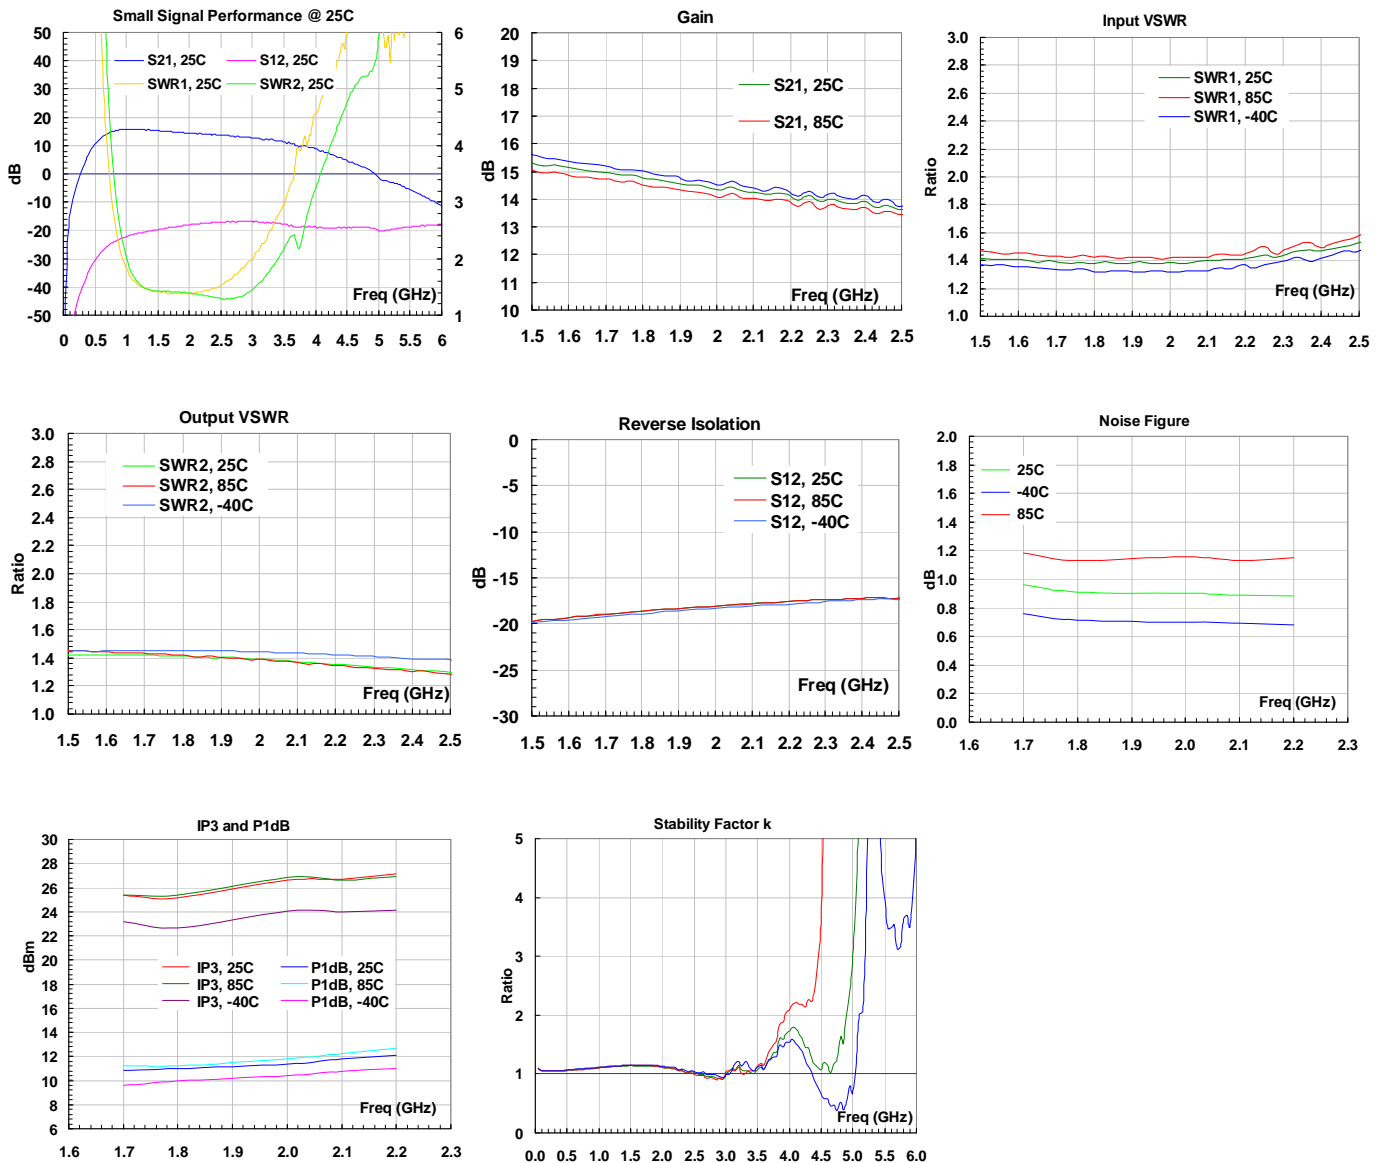 Small Signal Performance @ 25C
50
40
30
20
10
0
-10
-20
-30
-40
-50
dB
6
5
4
3
2
1
S21, 25C
S12, 25C
SWR1, 25C
SWR2, 25C
Freq (GHz)
0 0.5 1 1.5 2 2.5 3 3.5 4 4.5 5 5.5 6
Gain
20
19
18
17
16
15
14
13
12
11
10
dB
S21, 25C
S21, 85C
Freq (GHz)
1.5 1.6 1.7 1.8 1.9 2 2.1 2.2 2.3 2.4 2.5
Input VSWR
3.0
2.8
2.6
2.4
2.2
2.0
1.8
1.6
1.4
1.2
1.0
Ratio
SWR1, 25C
SWR1, 85C
SWR1, -40C
Freq (GHz)
1.5 1.6 1.7 1.8 1.9 2.0 2.1 2.2 2.3 2.4 2.5
Output VSWR
3.0
2.8
2.6
2.4
2.2
2.0
1.8
1.6
1.4
1.2
1.0
Ratio
SWR2, 25C
SWR2, 85C
SWR2, -40C
Freq (GHz)
1.5 1.6 1.7 1.8 1.9 2 2.1 2.2 2.3 2.4 2.5
Reverse Isolation
0
-5
-10
-15
-20
-25
-30
dB
S12, 25C
S12, 85C
S12, -40C
Freq (GHz)
1.5 1.6 1.7 1.8 1.9 2 2.1 2.2 2.3 2.4 2.5
Noise Figure
2.0
1.8
1.6
1.4
1.2
1.0
0.8
0.6
0.4
0.2
0.0
dB
25C
-40C
85C
Freq (GHz)
1.6 1.7 1.8 1.9 2.0 2.1 2.2 2.3
IP3 and P1dB
30
28
26
24
22
20
18
16
14
12
10
8
6
dBm
IP3, 25C
P1dB, 25C
IP3, 85C
P1dB, 85C
IP3, -40C
P1dB, -40C
Freq (GHz)
1.6 1.7 1.8 1.9 2.0 2.1 2.2 2.3
Stability Factor k
5
4
3
2
1
0
Ratio
Freq (GHz)
0.0 0.5 1.0 1.5 2.0 2.5 3.0 3.5 4.0 4.5 5.0 5.5 6.0